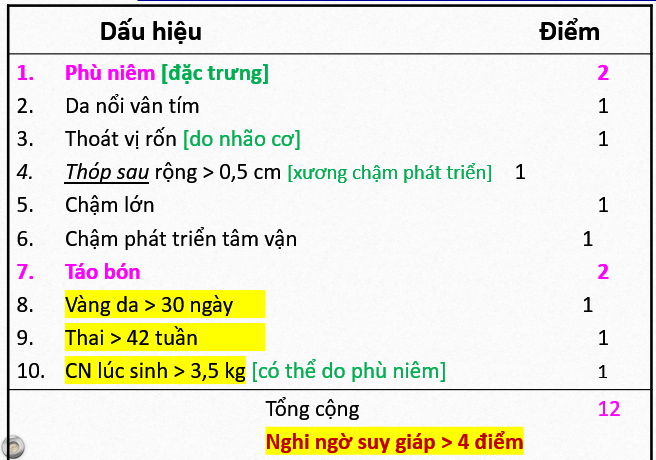 Dấu hiệu Điểm
1. Phù niêm [đặc trưng] 2
2. Da nổi vân tím 1
3. Thoát vị rốn [do nhão cơ] 1
4. Thóp sau rộng > 0,5 cm [xương chậm phát triển] 1
5. Chậm lớn 1
6. Chậm phát triển tâm vận 1
7. Táo bón 2
8. Vàng da > 30 ngày 1
9. Thai > 42 tuần 1
10. CN lúc sinh > 3,5 kg [có thể do phù niêm] 1
Tổng cộng 12
Nghi ngờ suy giáp > 4 điểm